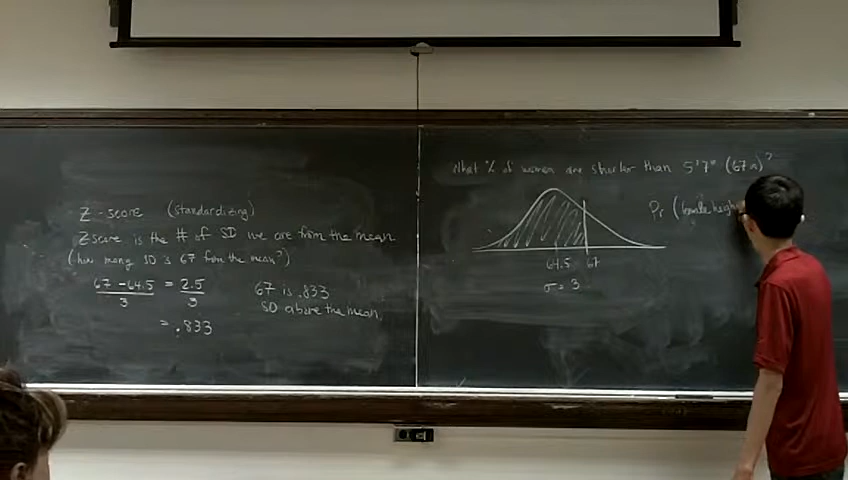 Z-score (standardizing)
Z score is the # of SD we are from the mean
(how many SD is 67 from the mean?)
67 - 64.5 = 2.5
3 3
= .833
67 is .833
SD above the mean.
What % of women are shorter than 5'7" (67 in)?
Pr (female height
64.5 67
σ = 3